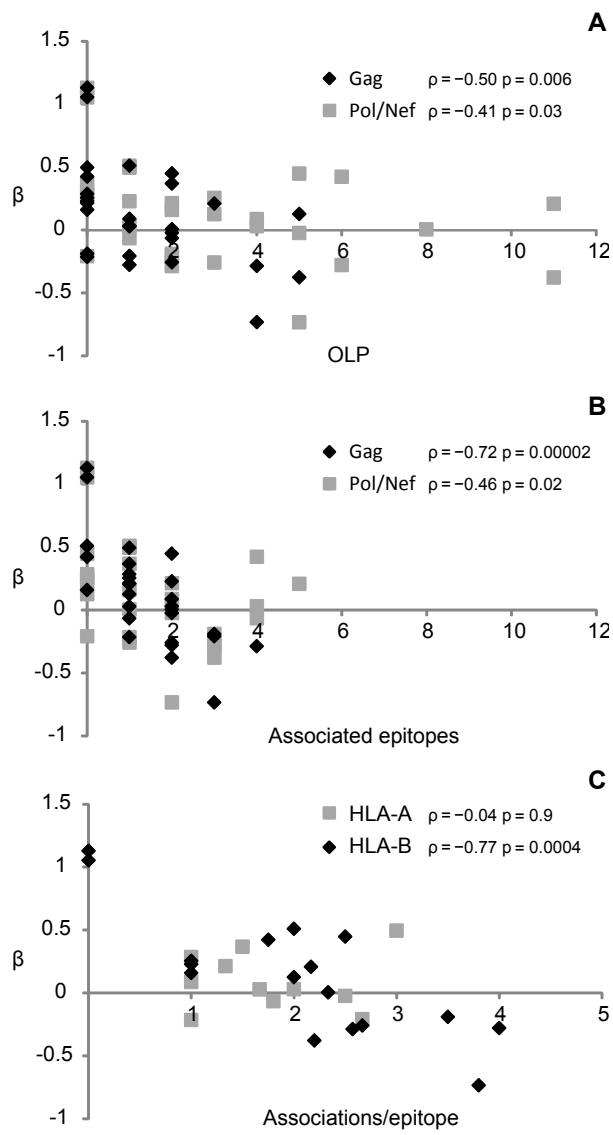 A
1.5
Gag ρ = −0.50 p = 0.006
1
Pol/Nef ρ = −0.41 p = 0.03
0.5
β
0
2 4 6 8 10 12
-0.5
-1
OLP
B
1.5
Gag ρ = −0.72 p = 0.00002
1
Pol/Nef ρ = −0.46 p = 0.02
0.5
β
0
2 4 6 8 10 12
-0.5
-1
Associated epitopes
C
1.5
HLA-A ρ = −0.04 p = 0.9
HLA-B ρ = −0.77 p = 0.0004
1
0.5
β
0
1 2 3 4 5
-0.5
-1
Associations/epitope